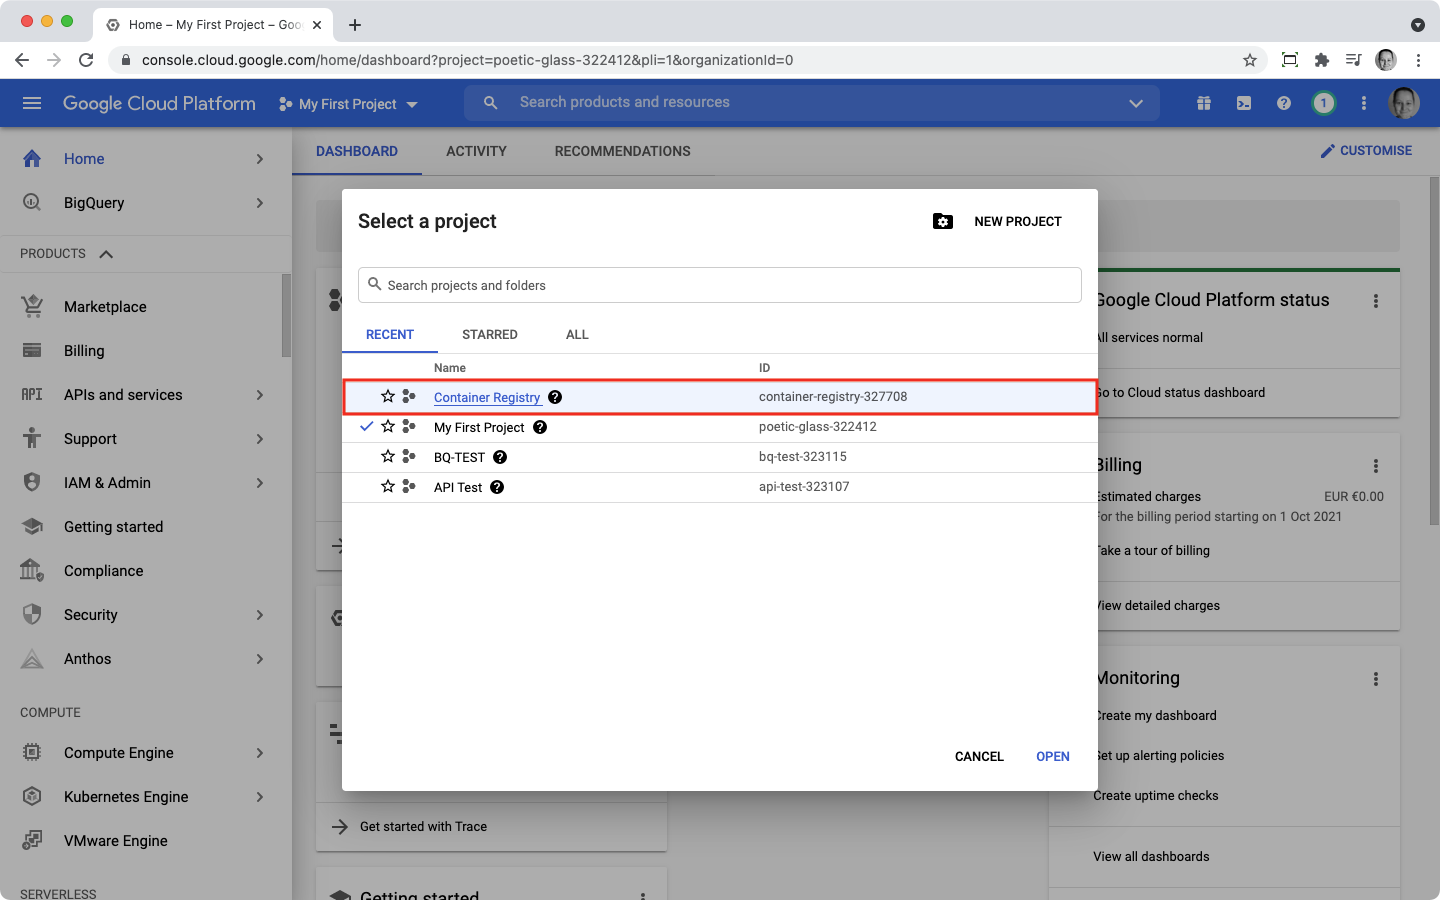 Home – My First Project – Goo
console.cloud.google.com/home/dashboard?project=poetic-glass-322412&pli=1&organizationId=0
Google Cloud Platform
My First Project
Search products and resources
1
Home
BigQuery
PRODUCTS
Marketplace
Billing
API
APIs and services
Support
IAM & Admin
Getting started
Compliance
Security
Anthos
COMPUTE
Compute Engine
Kubernetes Engine
VMware Engine
SERVERLESS
DASHBOARD
ACTIVITY
RECOMMENDATIONS
CUSTOMISE
Select a project
NEW PROJECT
Search projects and folders
RECENT
STARRED
ALL
Name
ID
Container Registry
container-registry-327708
My First Project
poetic-glass-322412
BQ-TEST
bq-test-323115
API Test
api-test-323107
CANCEL
OPEN
Get started with Trace
Getting started
Google Cloud Platform status
All services normal
Go to Cloud status dashboard
Billing
Estimated charges
EUR €0.00
For the billing period starting on 1 Oct 2021
Take a tour of billing
View detailed charges
Monitoring
Create my dashboard
Set up alerting policies
Create uptime checks
View all dashboards